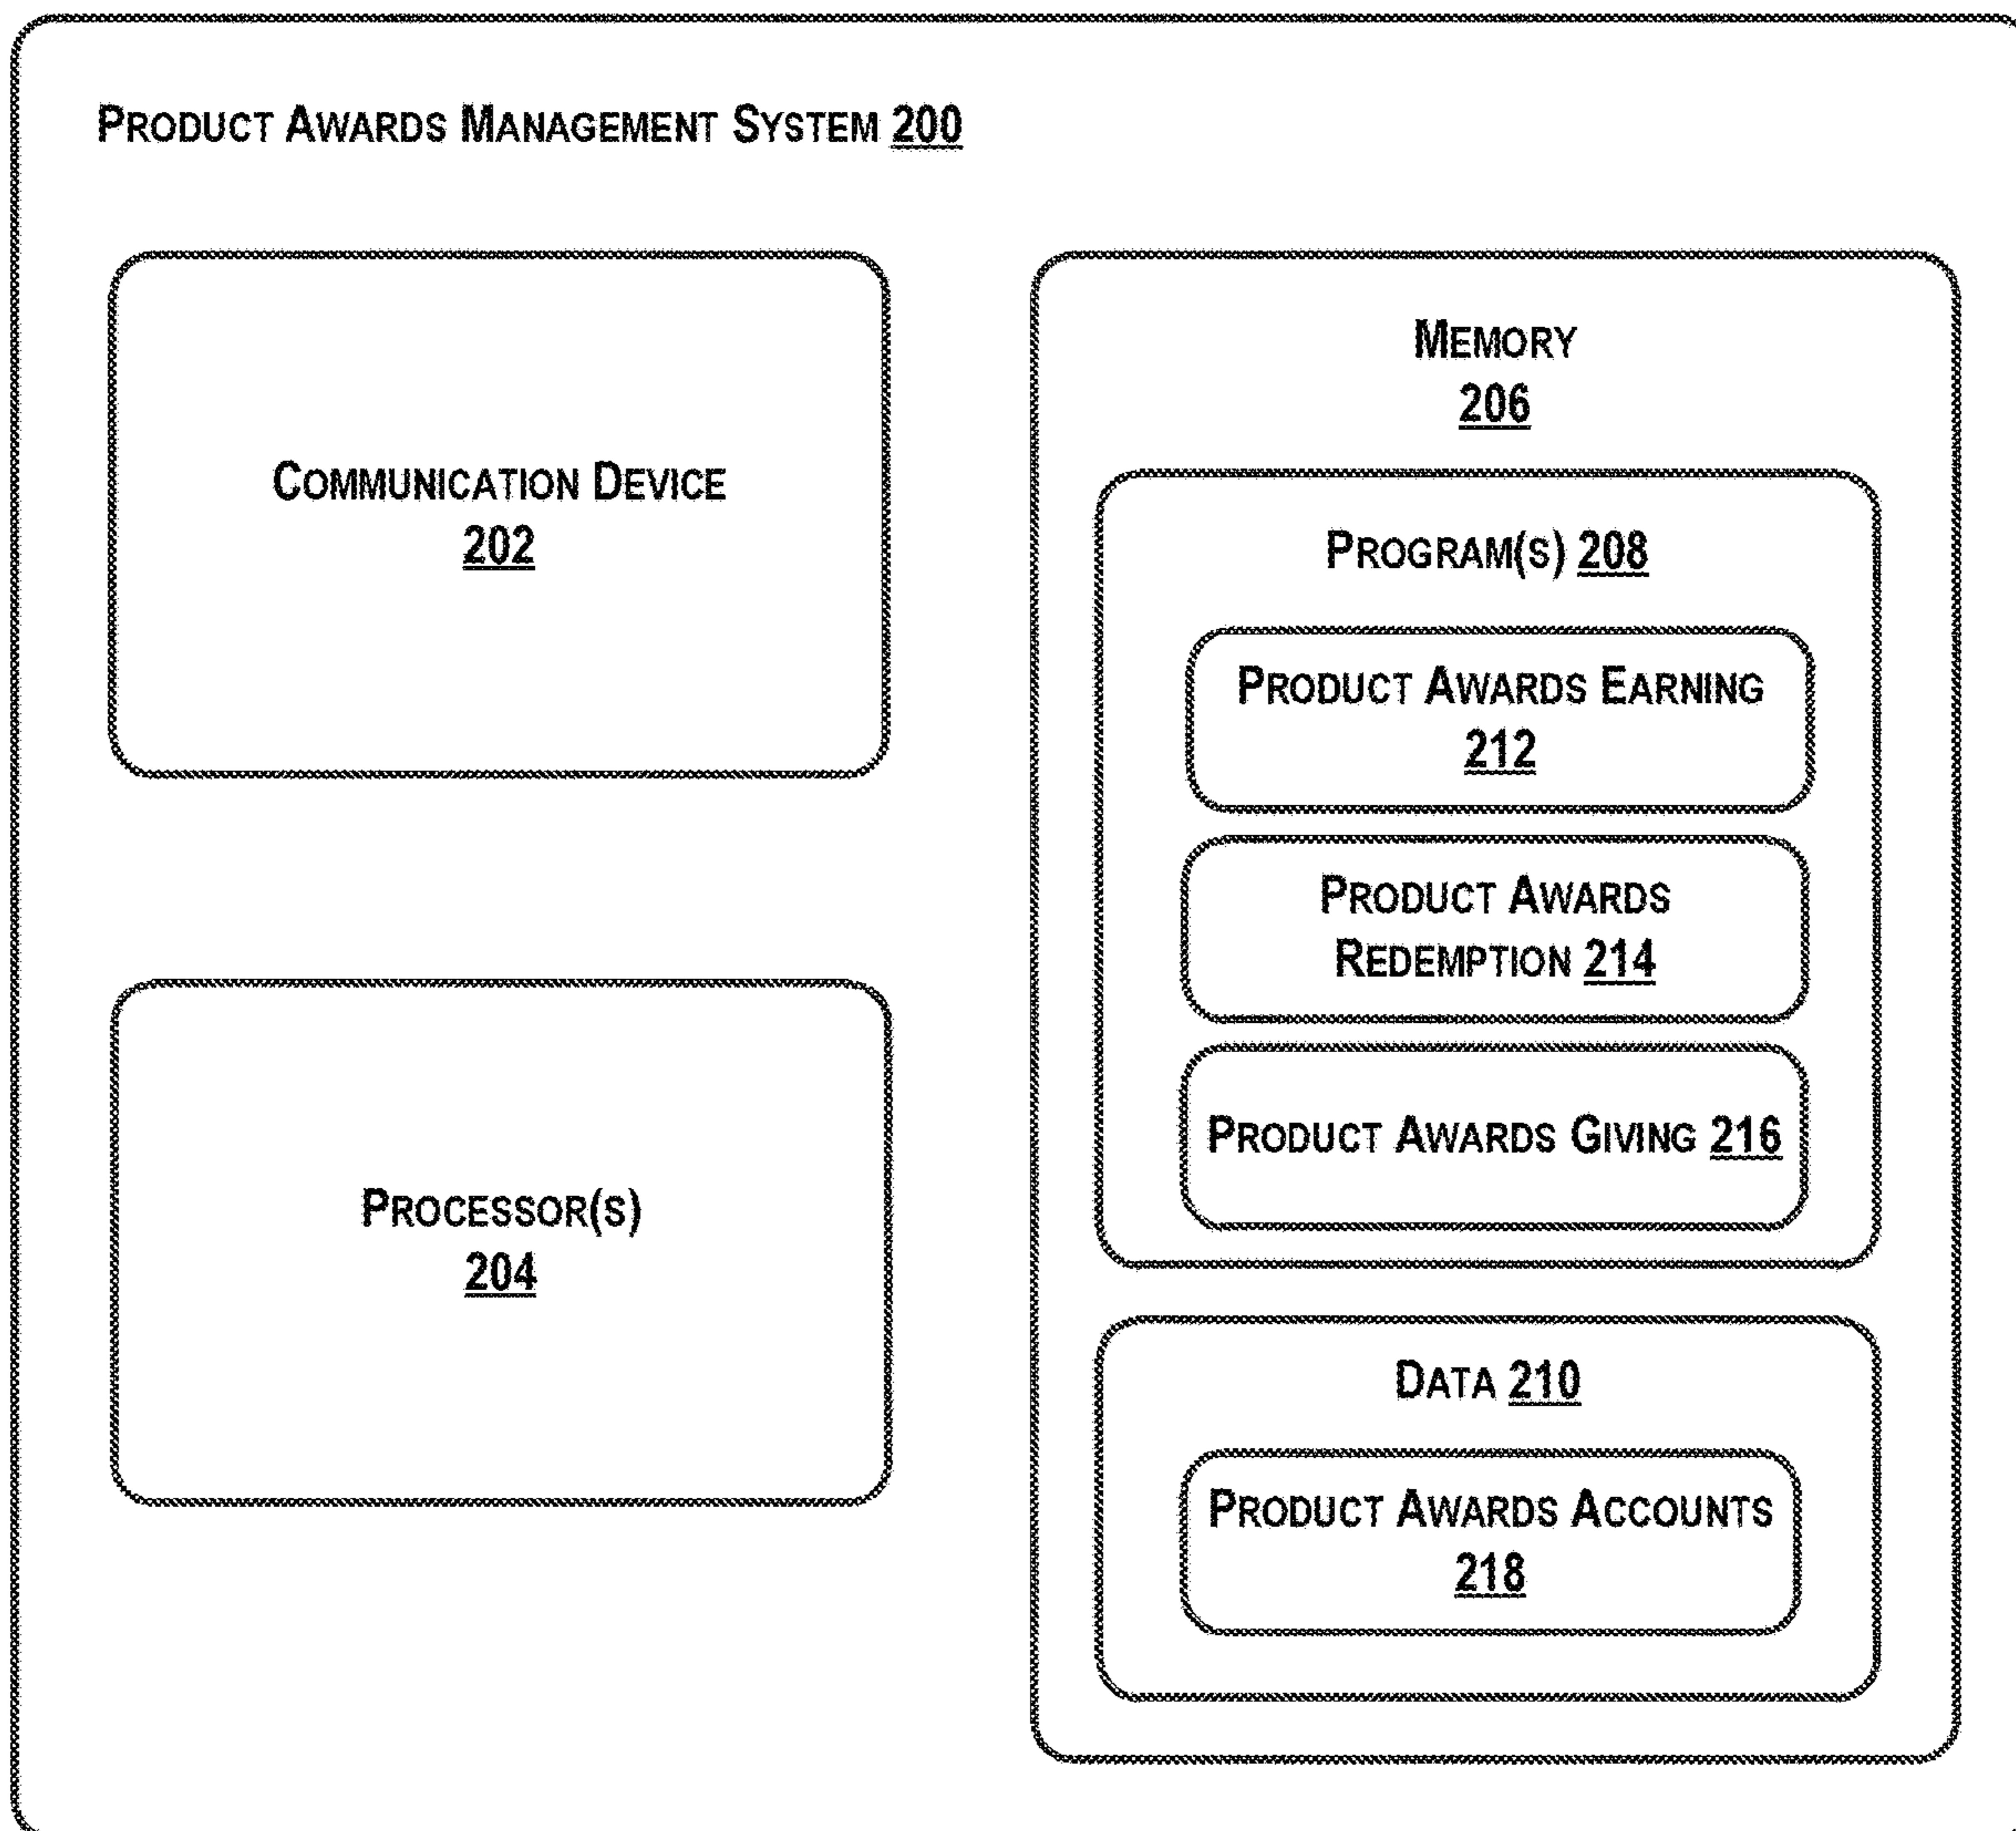 PRODUCT AWARDS MANAGEMENT SYSTEM 200
COMMUNICATION DEVICE
202
PROCESSOR(S)
204
MEMORY
206
PROGRAM(S) 208
PRODUCT AWARDS EARNING
212
PRODUCT AWARDS
REDEMPTION 214
PRODUCT AWARDS GIVING 216
DATA 210
PRODUCT AWARDS ACCOUNTS
218